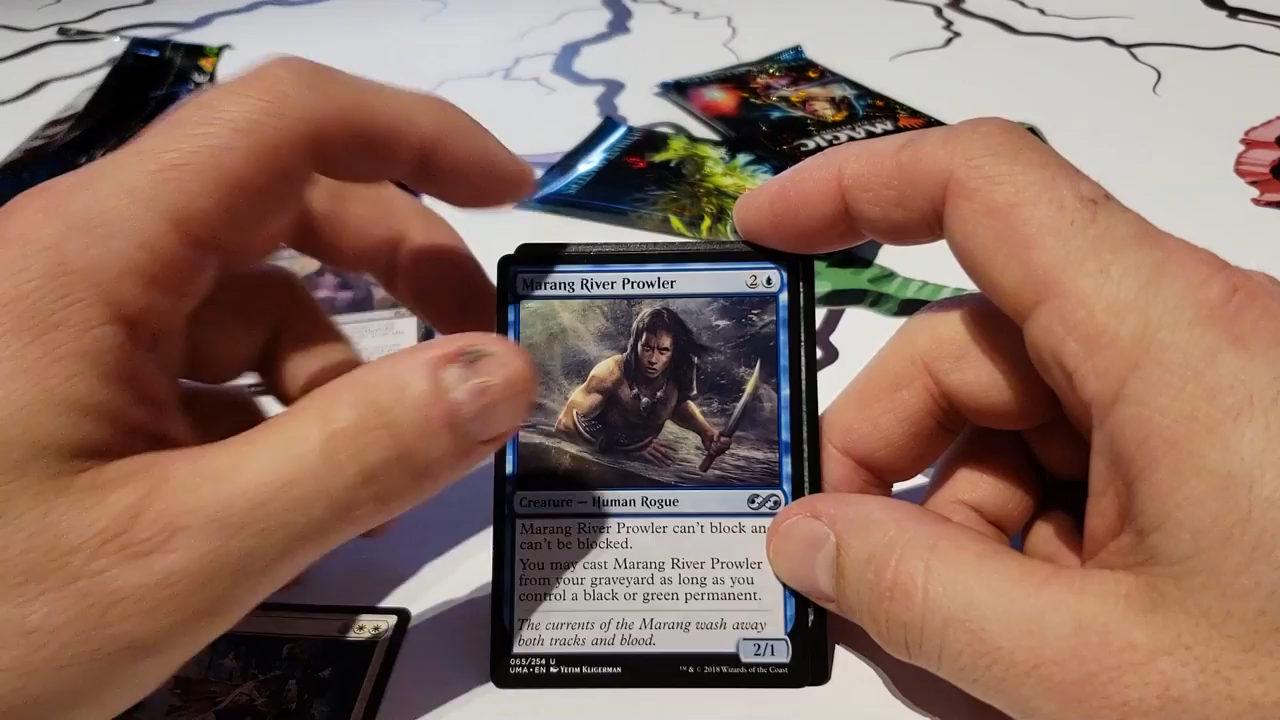 MAGIC
Marang River Prowler 2
Creature — Human Rogue
Marang River Prowler can't block an
can't be blocked.
You may cast Marang River Prowler
from your graveyard as long as you
control a black or green permanent.
The currents of the Marang wash away
both tracks and blood.
2/1
065/254 U
UMA • EN Yefim Kligerman
™ & © 2018 Wizards of the Coast